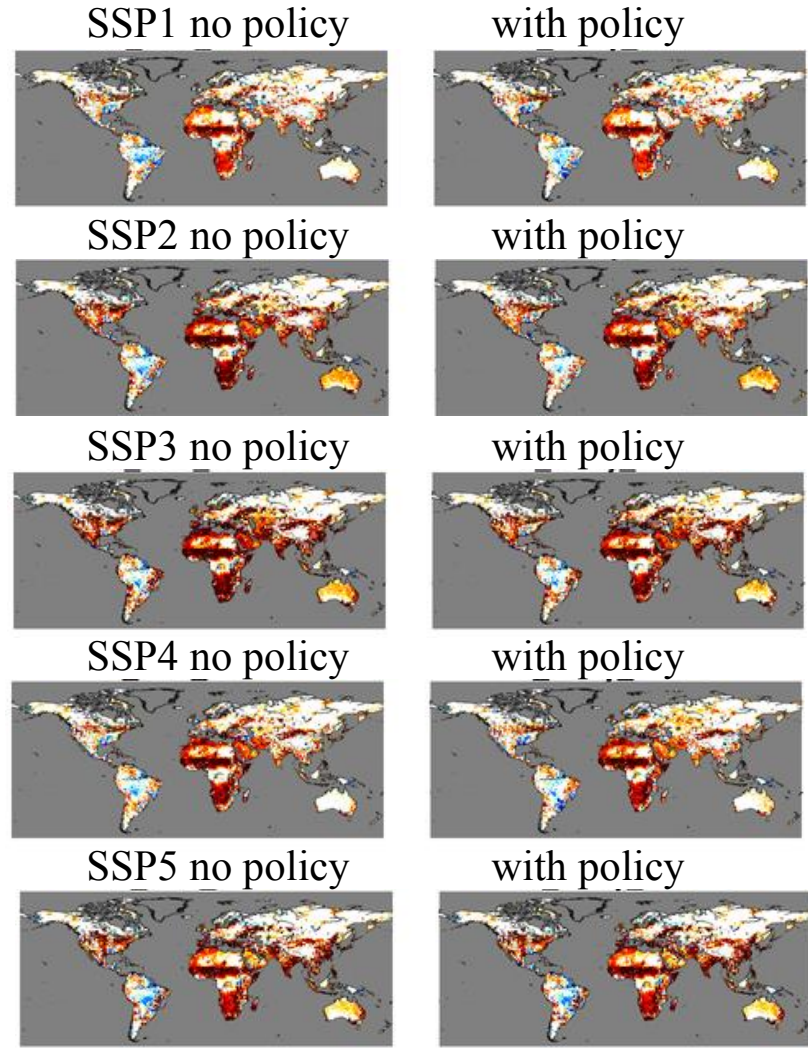 SSP1 no policy
with policy
SSP2 no policy
with policy
SSP3 no policy
with policy
SSP4 no policy
with policy
SSP5 no policy
with policy